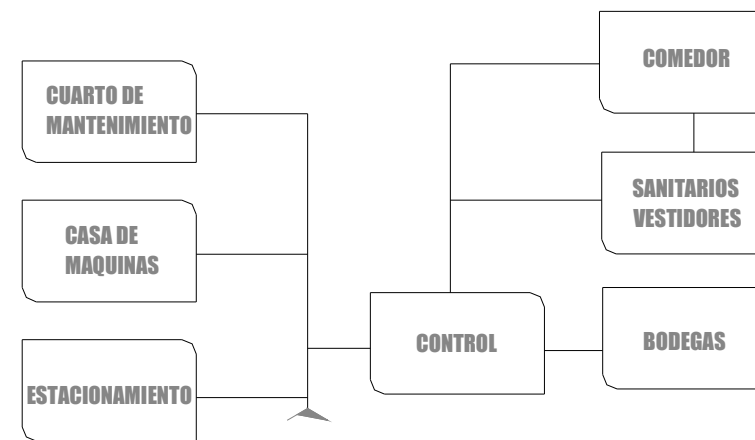 CUARTO DE
MANTENIMIENTO
CASA DE
MAQUINAS
ESTACIONAMIENTO
CONTROL
COMEDOR
SANITARIOS
VESTIDORES
BODEGAS